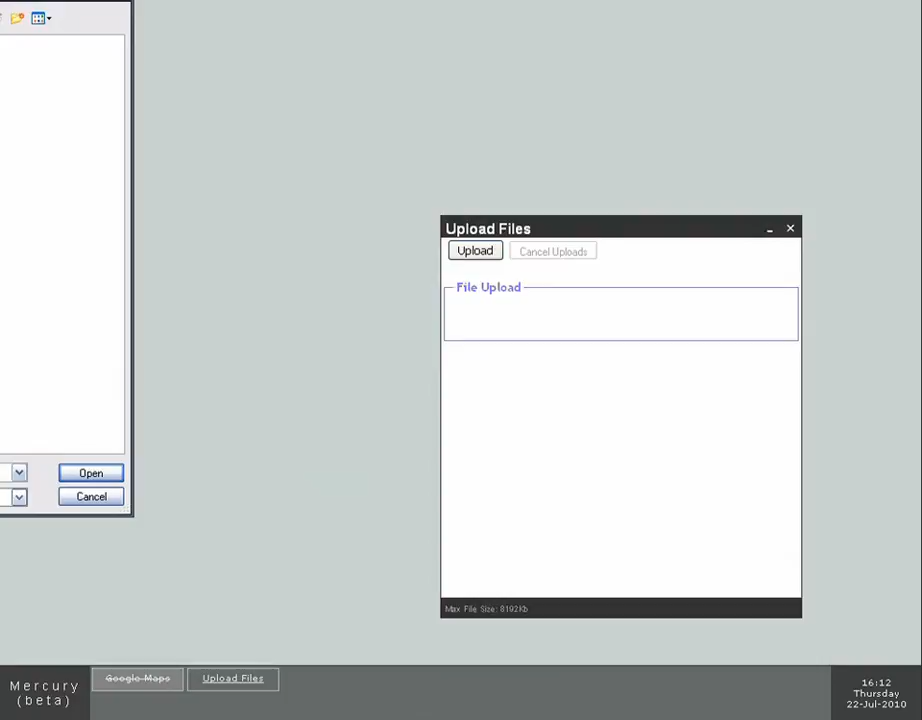 Upload Files
Upload
Cancel Uploads
File Upload
Open
Cancel
Max File Size: 8192Kb
Mercury
(beta)
Google Maps
Upload Files
16:12
Thursday
22-Jul-2010